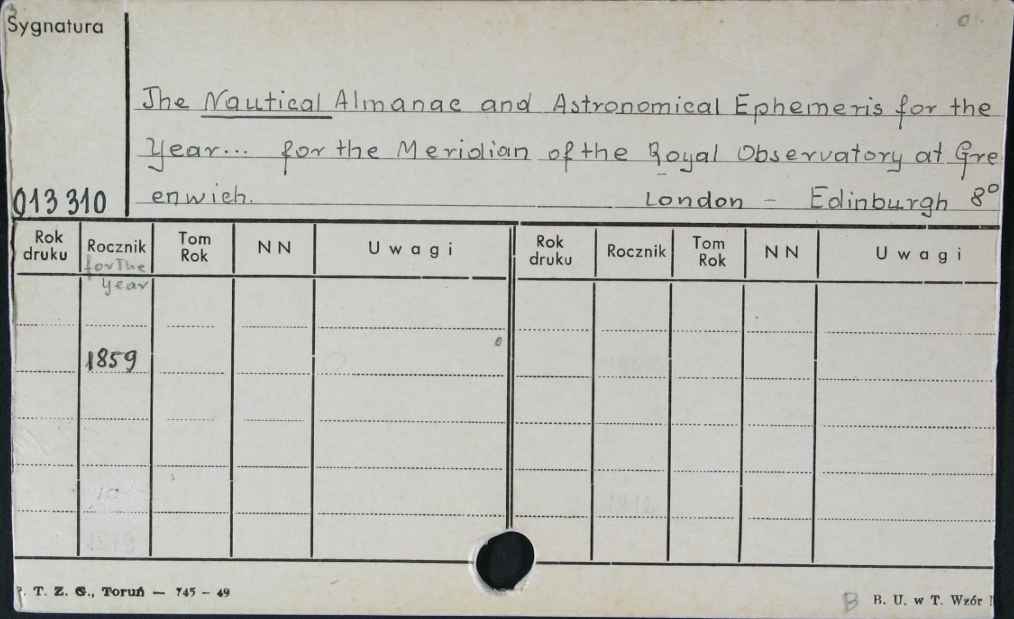 Sygnatura
The Nautical Almanac and Astronomical Ephemeris for the
Year... for the Meridian of the Royal Observatory at Gre
enwich. London - Edinburgh 8°
013310
Rok druku Rocznik Tom Rok NN Uwagi Rok druku Rocznik Tom Rok NN Uwagi
for the
year
1859
T. Z. G., Toruń — 745 - 49
B B. U. w T. Wzór